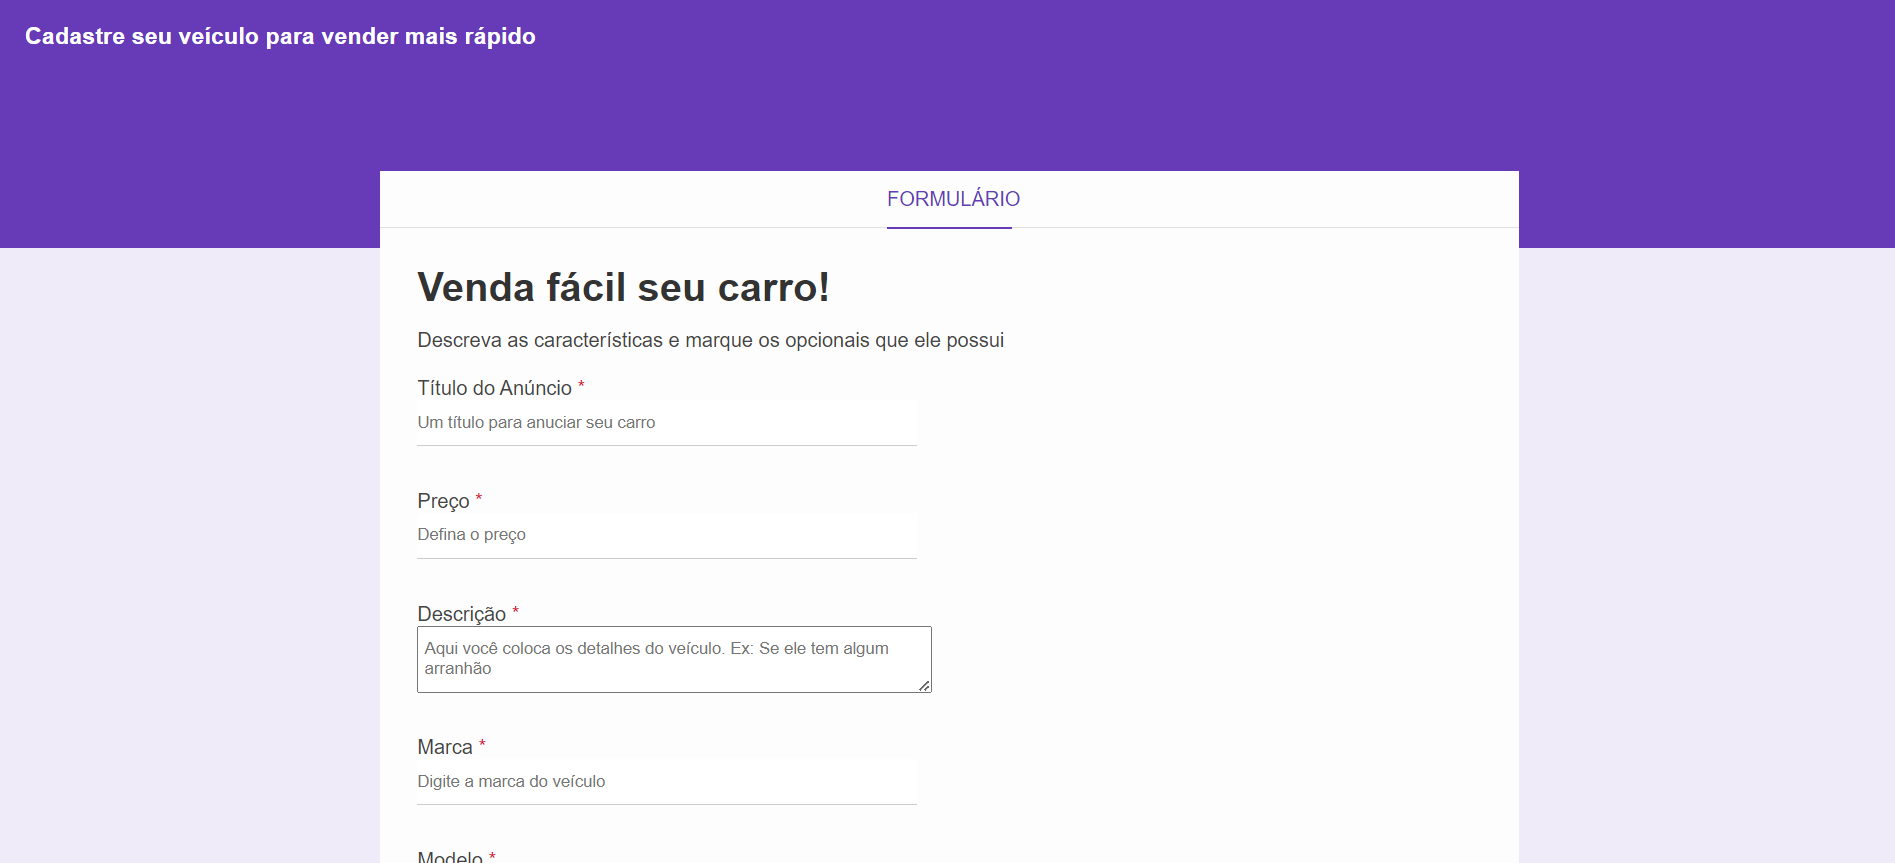 Cadastre seu veículo para vender mais rápido
FORMULÁRIO
Venda fácil seu carro!
Descreva as características e marque os opcionais que ele possui
Título do Anúncio *
Um título para anuciar seu carro
Preço *
Defina o preço
Descrição *
Aqui você coloca os detalhes do veículo. Ex: Se ele tem algum
arranhão
Marca *
Digite a marca do veículo
Modelo *